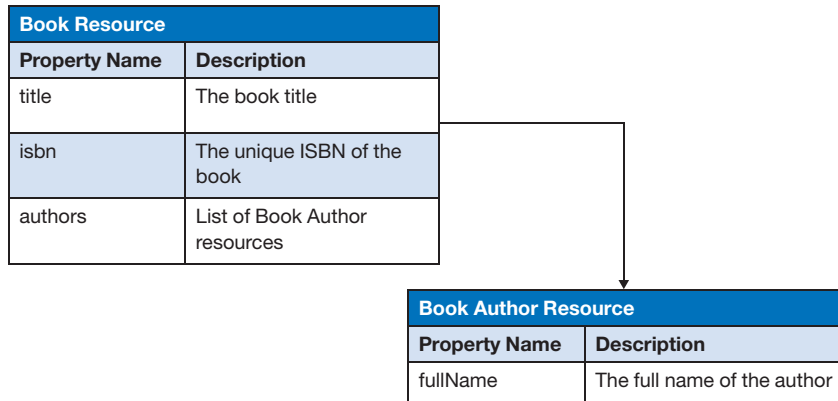 Book Resource
Property Name Description
title The book title
isbn The unique ISBN of the
book
authors List of Book Author
resources
Book Author Resource
Property Name Description
fullName The full name of the author